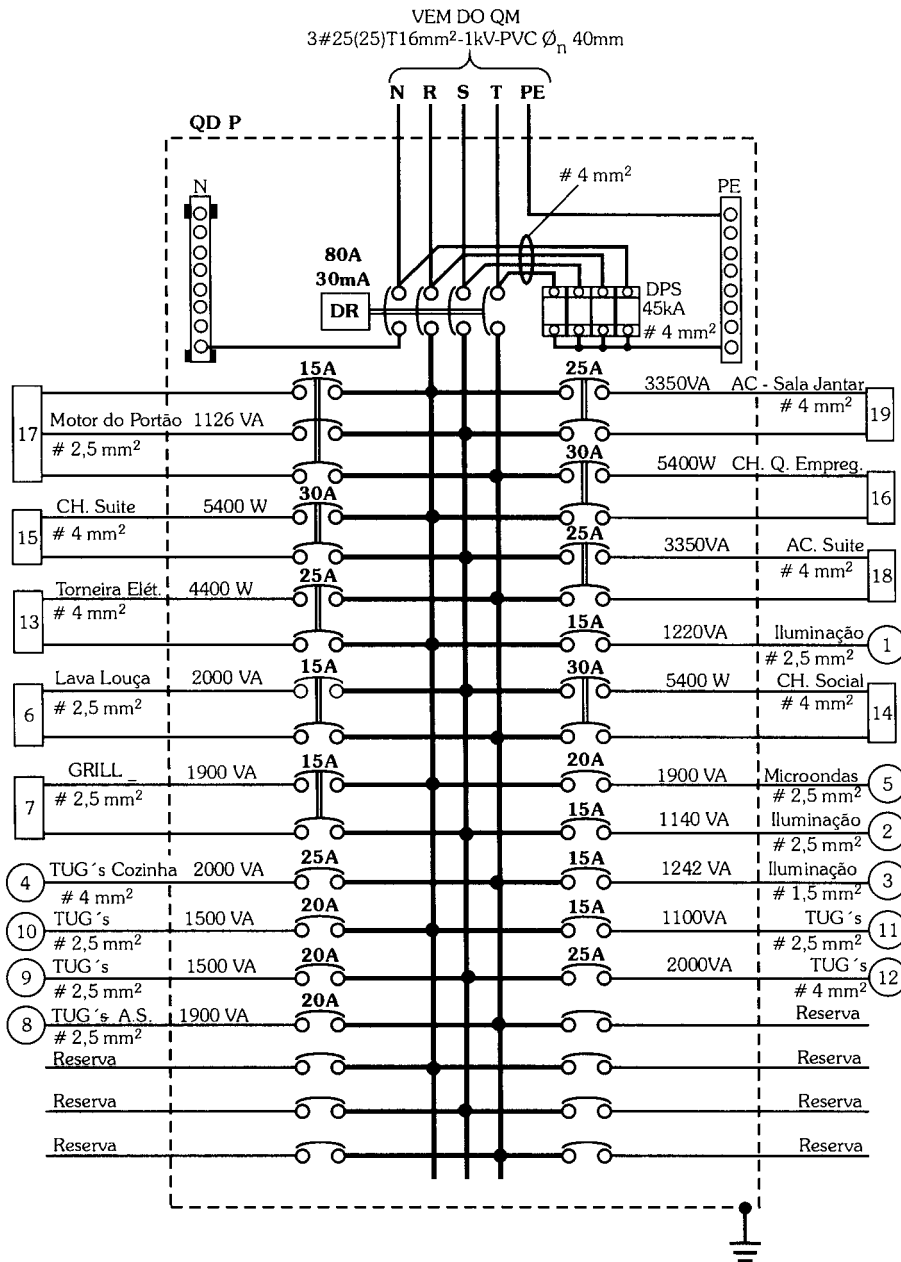 VEM DO QM
3#25(25)T16mm²-1kV-PVC Øn 40mm
N R S T PE
QD P
# 4 mm²
N
PE
80A
30mA
DR
DPS
45kA
# 4 mm²
15A
25A
3350VA AC - Sala Jantar
# 4 mm²
19
17
Motor do Portão 1126 VA
# 2,5 mm²
30A
5400W CH. Q. Empreg.
16
30A
CH. Suite 5400 W
# 4 mm²
15
25A
3350VA AC. Suite
# 4 mm²
18
25A
Torneira Elét. 4400 W
# 4 mm²
13
15A
1220VA Iluminação
# 2,5 mm²
1
15A
Lava Louça 2000 VA
# 2,5 mm²
6
30A
5400 W CH. Social
# 4 mm²
14
15A
GRILL _ 1900 VA
# 2,5 mm²
7
20A
1900 VA Microondas
# 2,5 mm²
5
15A
1140 VA Iluminação
# 2,5 mm²
2
25A
4 TUG´s Cozinha 2000 VA
# 4 mm²
15A
1242 VA Iluminação
# 1,5 mm²
3
20A
10 TUG´s 1500 VA
# 2,5 mm²
15A
1100VA TUG´s
# 2,5 mm²
11
20A
9 TUG´s 1500 VA
# 2,5 mm²
25A
2000VA TUG´s
# 4 mm²
12
20A
8 TUG´s A.S. 1900 VA
# 2,5 mm²
Reserva
Reserva
Reserva
Reserva
Reserva
Reserva
Reserva